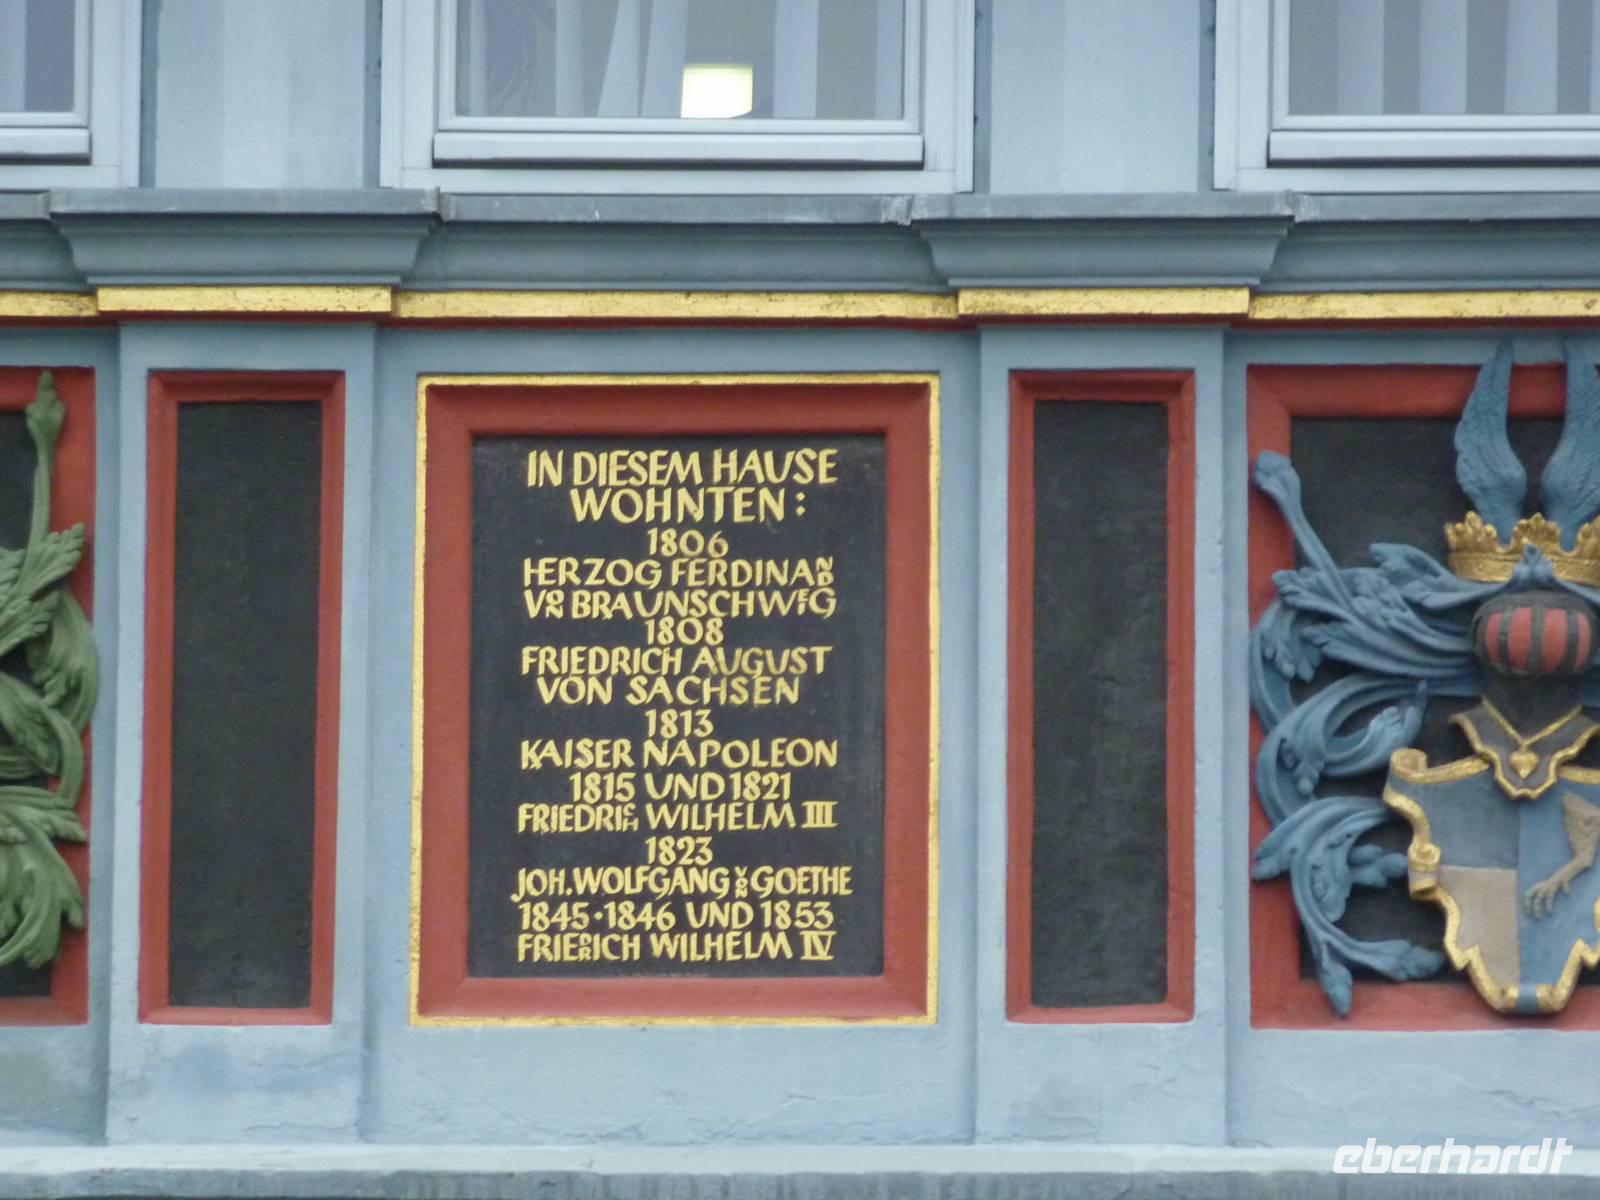 IN DIESEM HAUSE
WOHNTEN:
1806
HERZOG FERDINAND
VON BRAUNSCHWEIG
1808
FRIEDRICH AUGUST
VON SACHSEN
1813
KAISER NAPOLEON
1815 UND 1821
FRIEDRICH WILHELM III
1823
JOH. WOLFGANG VON GOETHE
1845·1846 UND 1853
FRIEDRICH WILHELM IV
eberhardt